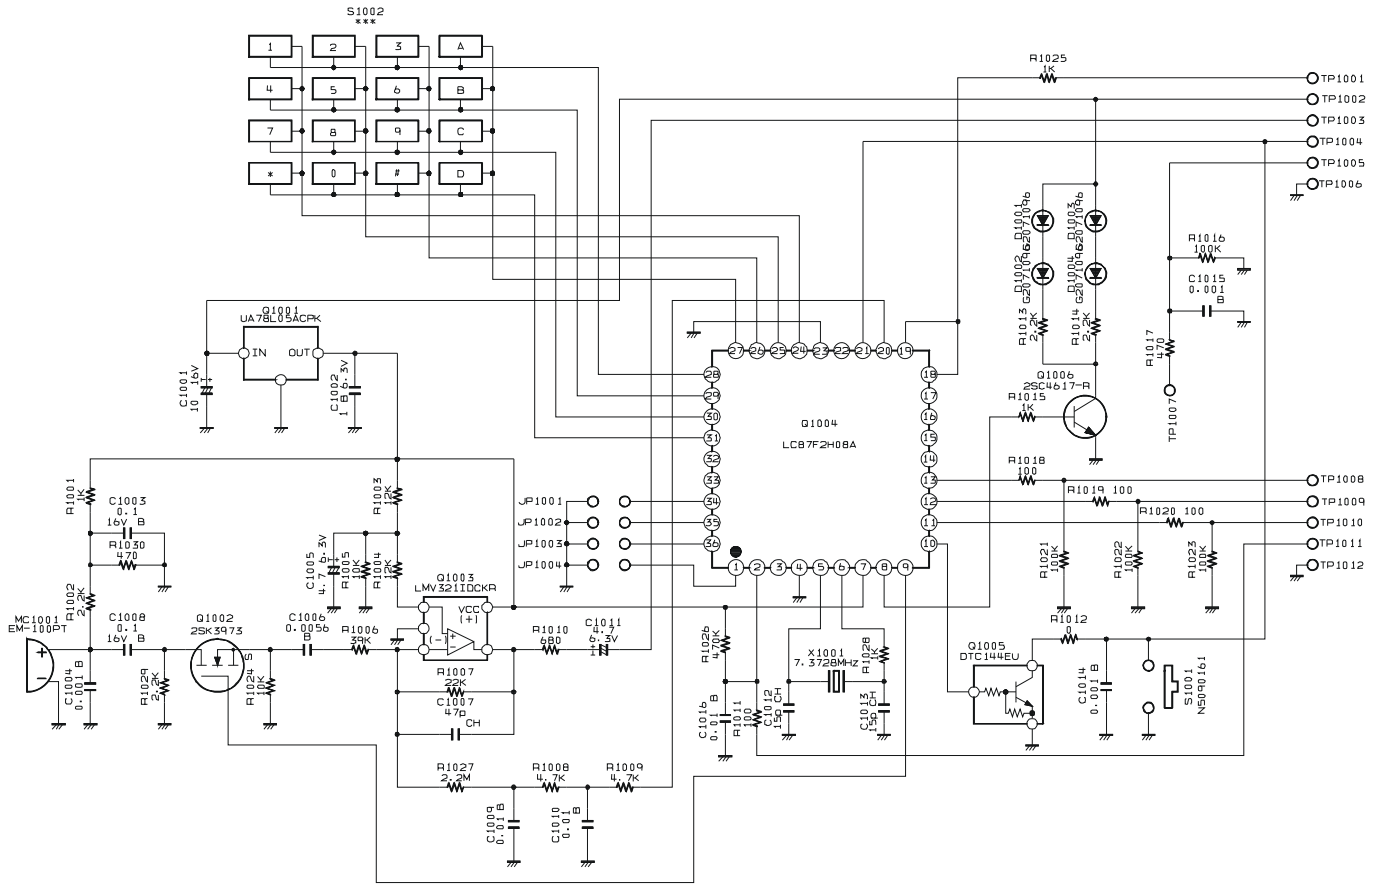 S1002
***
1 2 3 A
4 5 6 B
7 8 9 C
* 0 # D
R1025
1K
TP1001
TP1002
TP1003
TP1004
TP1005
TP1006
D1001
G2071096
D1003
G2071096
D1002
G2071096
D1004
G2071096
R1013
2.2K
R1014
2.2K
R1016
100K
C1015
0.001
B
R1017
470
TP1007
Q1001
UA78L05ACPK
IN OUT
C1001
10 16V
+
C1002
1 B 6.3V
27 26 25 24 23 22 21 20 19
28
29
30
31
32
33
34
35
36
18
17
16
15
14
13
12
11
10
1 2 3 4 5 6 7 8 9
Q1004
LC87F2H08A
Q1006
2SC4617-R
R1015
1K
R1018
100
R1019 100
R1020 100
TP1008
TP1009
TP1010
TP1011
TP1012
R1021
100K
R1022
100K
R1023
100K
JP1001
JP1002
JP1003
JP1004
R1001
1K
C1003
0.1
16V B
R1030
470
R1002
2.2K
R1003
12K
C1005
4.7 6.3V
+
R1005
10K
R1004
12K
Q1003
LMV321IDCKR
VCC
(+)
(-)
+
-
MC1001
EM-100PT
+
-
C1008
0.1
16V B
C1004
0.001 B
R1029
2.2K
Q1002
2SK3973
S
R1024
10K
C1006
0.0056
B
R1006
39K
R1007
22K
C1007
47p
CH
R1010
680
C1011
4.7
6.3V
+
R1026
470K
C1016
0.01 B
R1011
100
C1012
15p CH
X1001
7.3728MHz
R1028
1K
C1013
15p CH
Q1005
DTC144EU
R1012
0
C1014
0.001 B
S1001
N5090161
R1027
2.2M
R1008
4.7K
R1009
4.7K
C1009
0.01 B
C1010
0.01
B